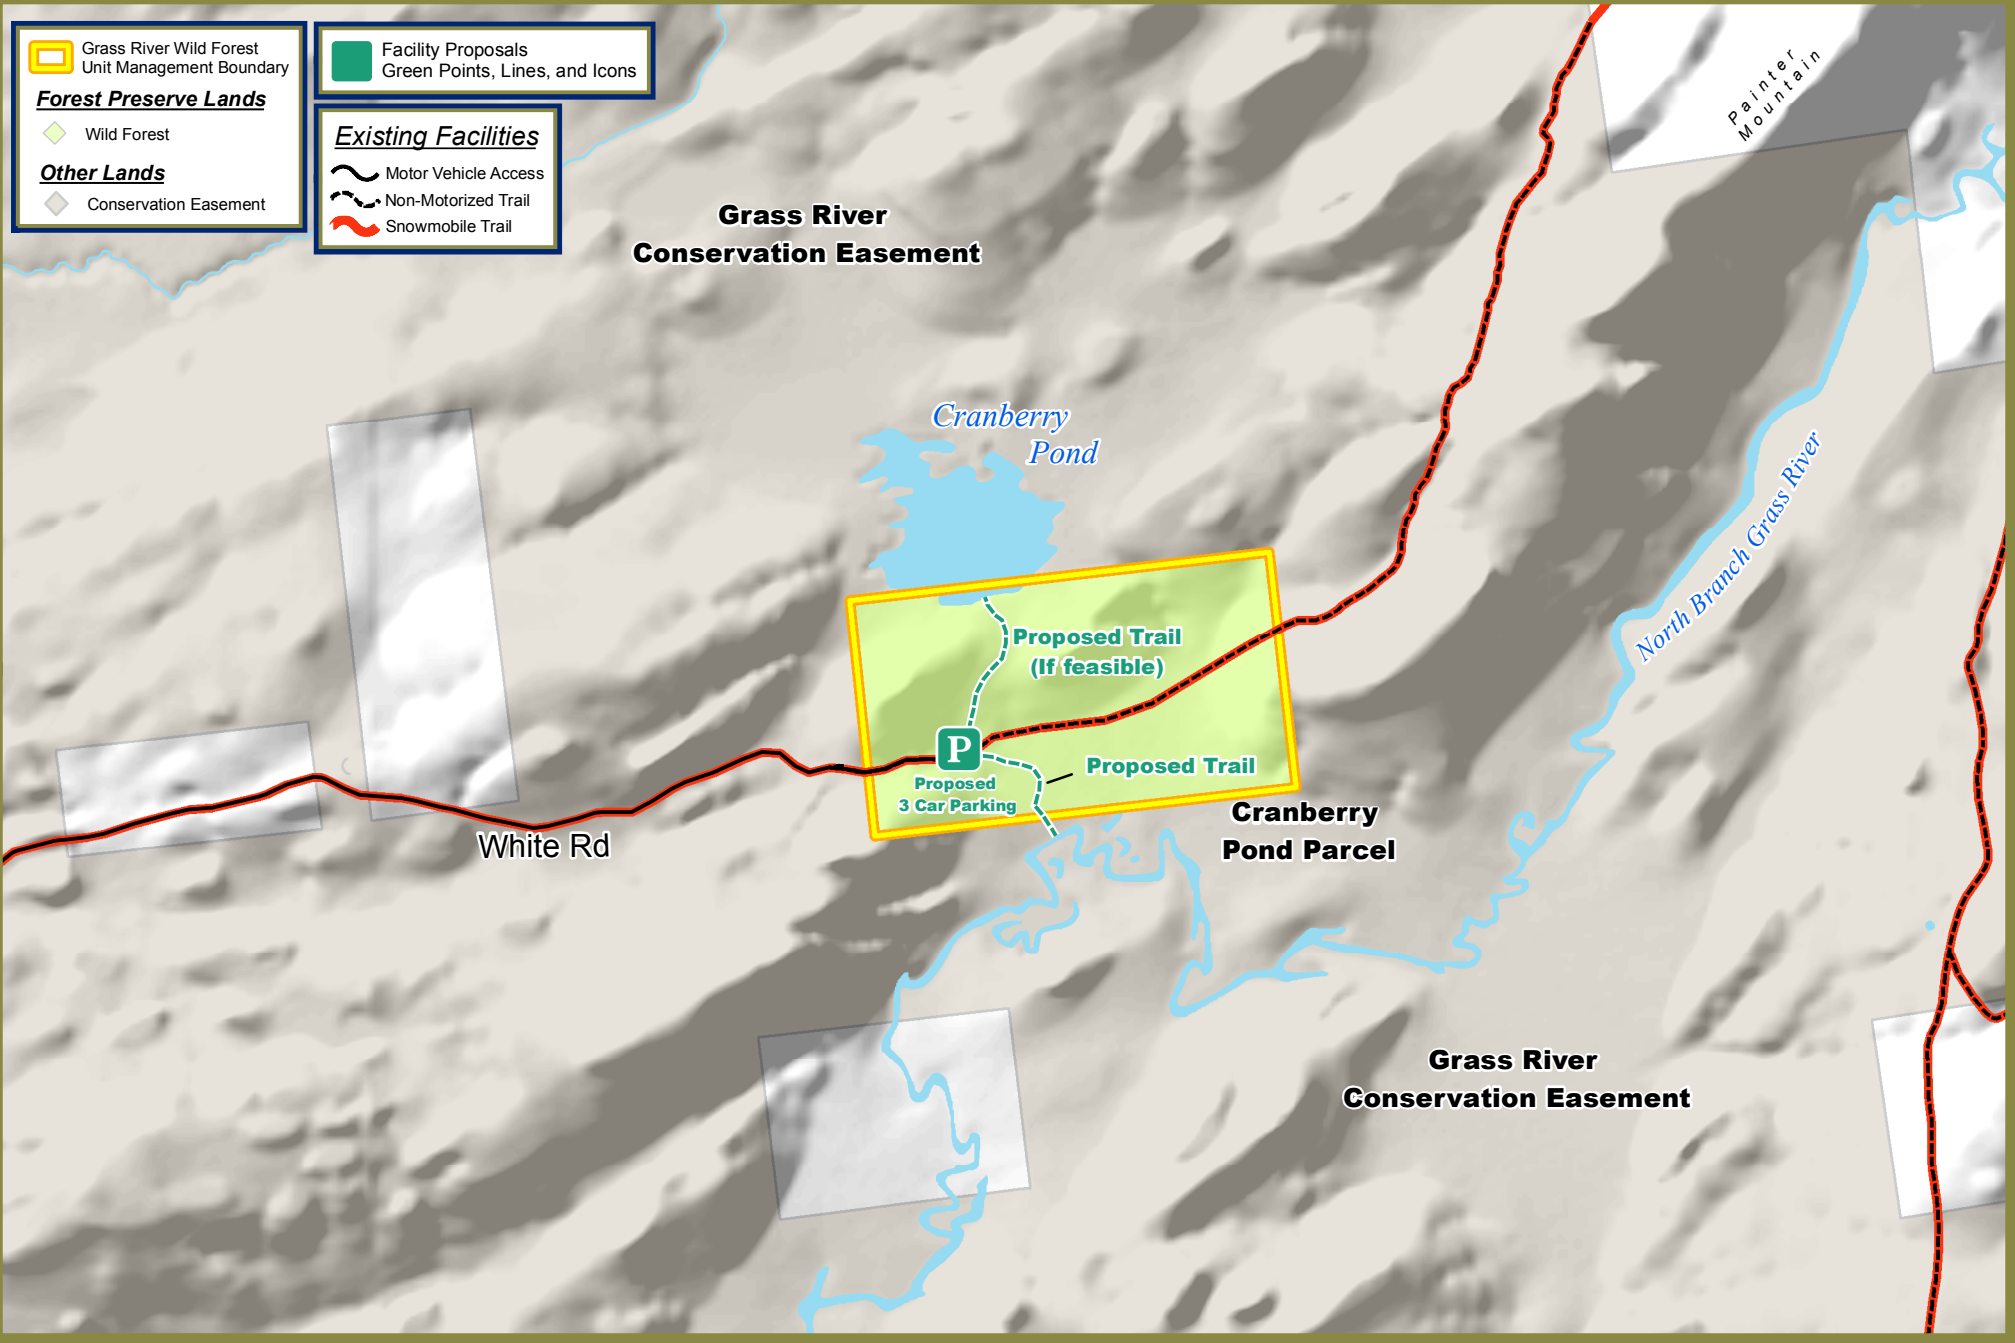 Grass River Wild Forest
Unit Management Boundary
Forest Preserve Lands
Wild Forest
Other Lands
Conservation Easement
Facility Proposals
Green Points, Lines, and Icons
Existing Facilities
Motor Vehicle Access
Non-Motorized Trail
Snowmobile Trail
Painter
Mountain
Grass River
Conservation Easement
Cranberry
Pond
North Branch Grass River
Proposed Trail
(If feasible)
P
Proposed
3 Car Parking
Proposed Trail
Cranberry
Pond Parcel
White Rd
Grass River
Conservation Easement